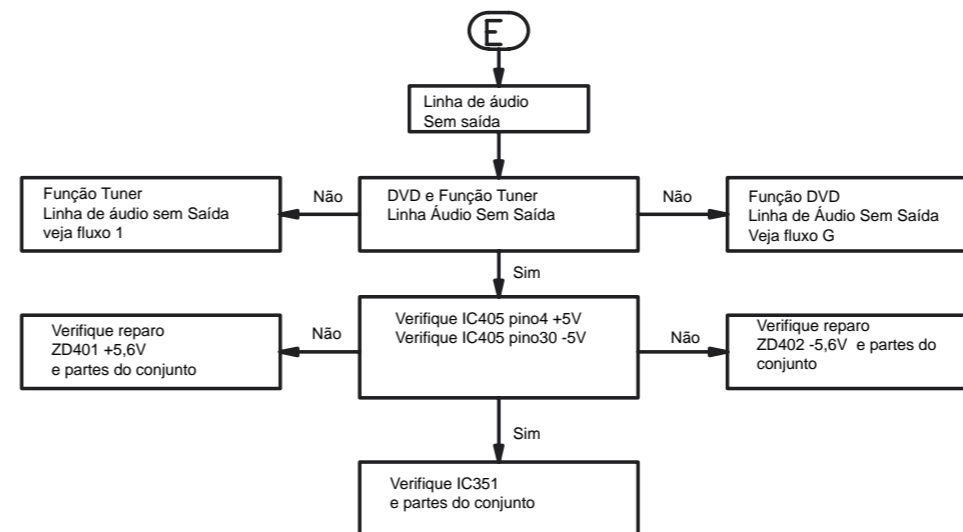 E
Linha de áudio
Sem saída
Função Tuner
Linha de áudio sem Saída
veja fluxo 1
Não
DVD e Função Tuner
Linha Áudio Sem Saída
Não
Função DVD
Linha de Áudio Sem Saída
Veja fluxo G
Sim
Verifique reparo
ZD401 +5,6V
e partes do conjunto
Não
Verifique IC405 pino4 +5V
Verifique IC405 pino30 -5V
Não
Verifique reparo
ZD402 -5,6V e partes do
conjunto
Sim
Verifique IC351
e partes do conjunto